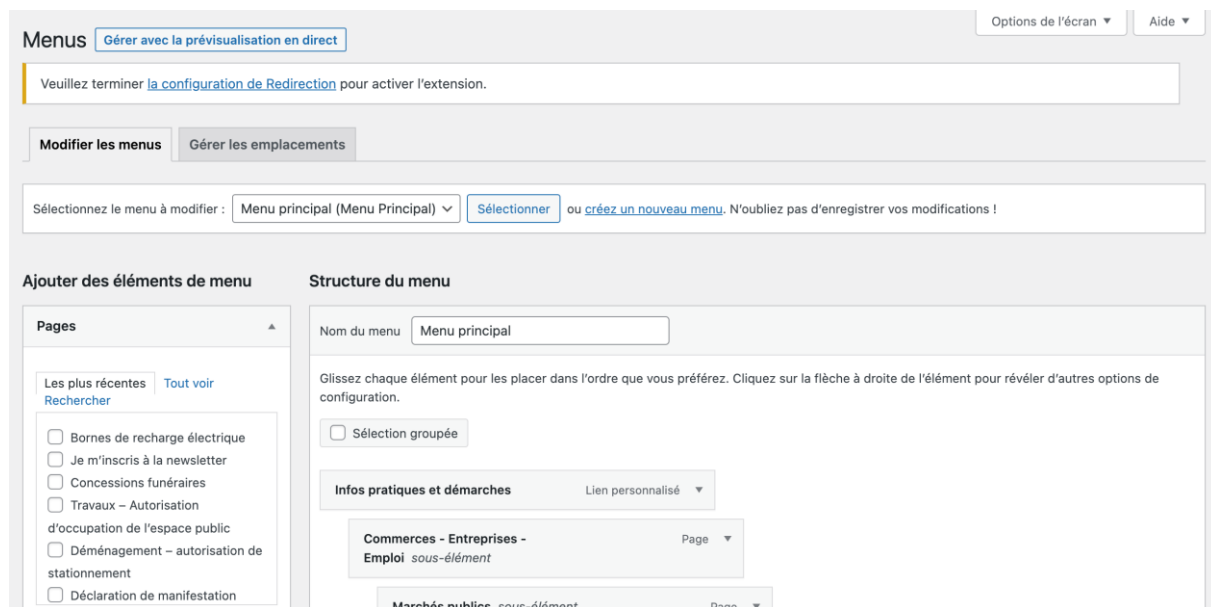 Options de l'écran ▼ Aide ▼
Menus Gérer avec la prévisualisation en direct
Veuillez terminer la configuration de Redirection pour activer l'extension.
Modifier les menus Gérer les emplacements
Sélectionnez le menu à modifier : Menu principal (Menu Principal) Sélectionner ou créez un nouveau menu. N'oubliez pas d'enregistrer vos modifications !
Ajouter des éléments de menu
Pages
Les plus récentes Tout voir
Rechercher
Bornes de recharge électrique
Je m'inscris à la newsletter
Concessions funéraires
Travaux – Autorisation
d'occupation de l'espace public
Déménagement – autorisation de
stationnement
Déclaration de manifestation
Structure du menu
Nom du menu Menu principal
Glissez chaque élément pour les placer dans l'ordre que vous préférez. Cliquez sur la flèche à droite de l'élément pour révéler d'autres options de
configuration.
Sélection groupée
Infos pratiques et démarches Lien personnalisé ▼
Commerces - Entreprises - Page ▼
Emploi sous-élément
Marchés publics sous-élément Page